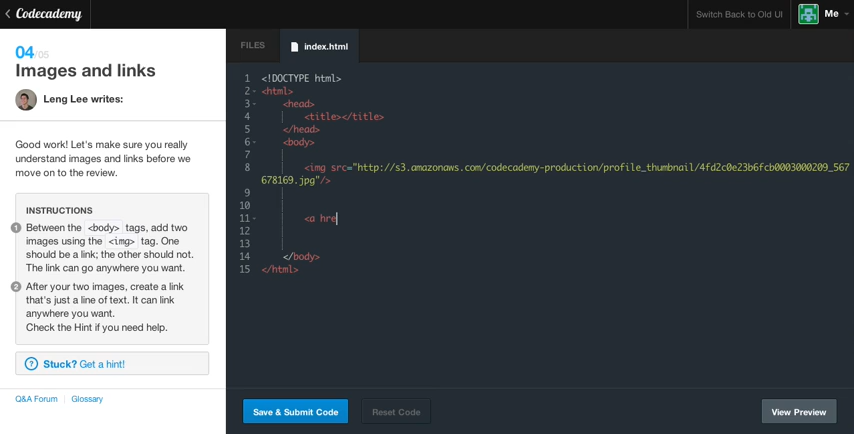 Codecademy
Switch Back to Old UI
Me
04/05
Images and links
Leng Lee writes:
Good work! Let's make sure you really
understand images and links before we
move on to the review.
INSTRUCTIONS
1 Between the <body> tags, add two
images using the <img> tag. One
should be a link; the other should not.
The link can go anywhere you want.
2 After your two images, create a link
that's just a line of text. It can link
anywhere you want.
Check the Hint if you need help.
? Stuck? Get a hint!
Q&A Forum | Glossary
FILES
index.html
1 <!DOCTYPE html>
2 <html>
3 <head>
4 <title></title>
5 </head>
6 <body>
7
8 <img src="http://s3.amazonaws.com/codecademy-production/profile_thumbnail/4fd2c0e23b6fcb0003000209_567
678169.jpg"/>
9
10
11 <a hre
12
13
14 </body>
15 </html>
Save & Submit Code
Reset Code
View Preview